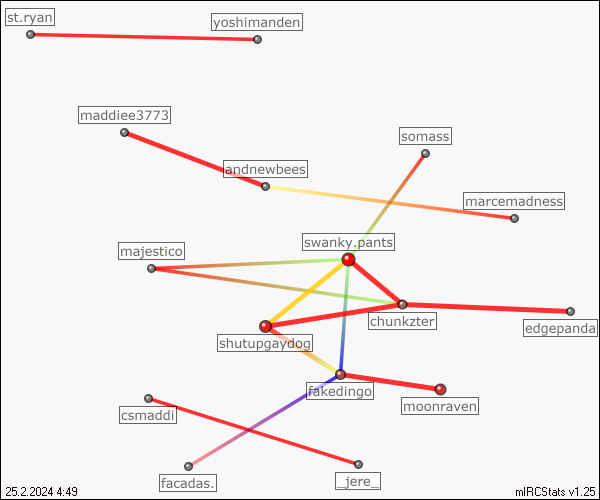 st.ryan
yoshimanden
maddiee3773
somass
andnewbees
marcemadness
swanky.pants
majestico
chunkzter
edgepanda
shutupgaydog
fakedingo
moonraven
csmaddi
facadas.
_jere_
25.2.2024 4:49
mIRCStats v1.25